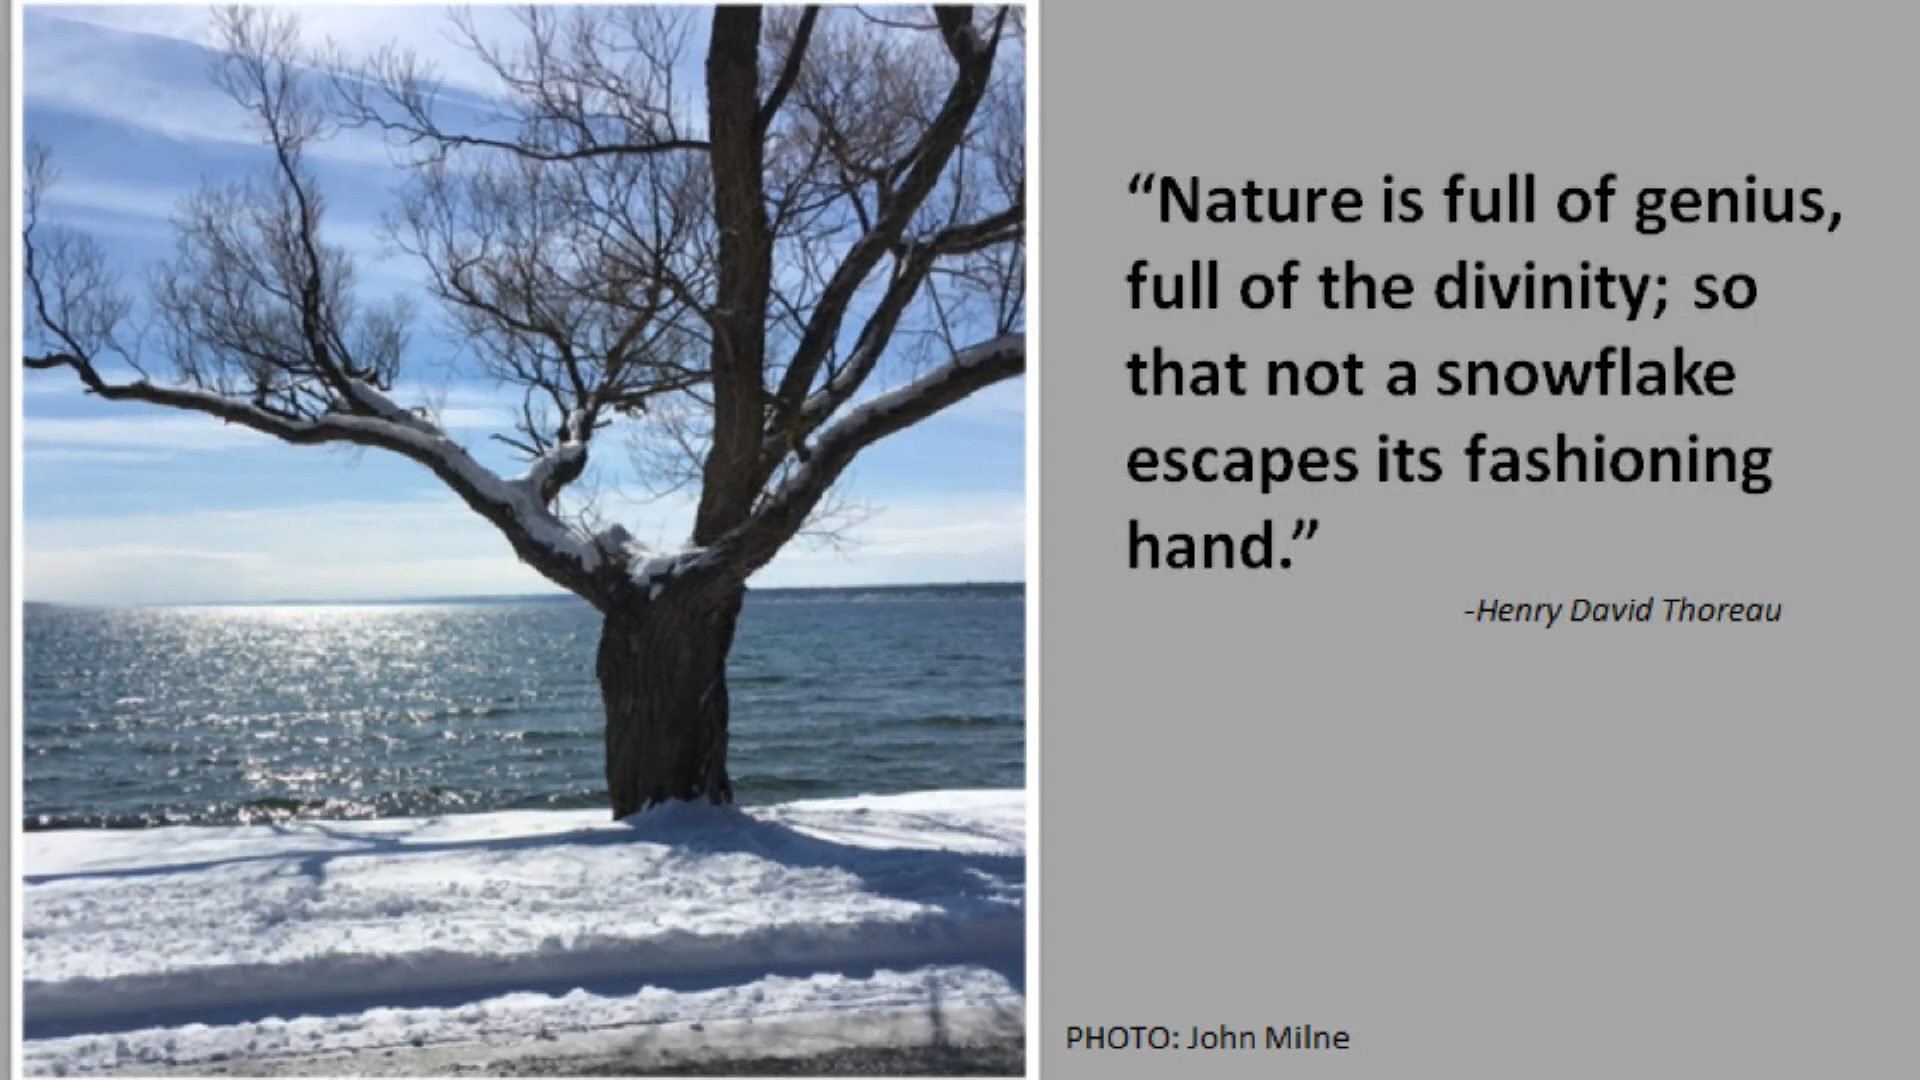 “Nature is full of genius,
full of the divinity; so
that not a snowflake
escapes its fashioning
hand.”
-Henry David Thoreau
PHOTO: John Milne